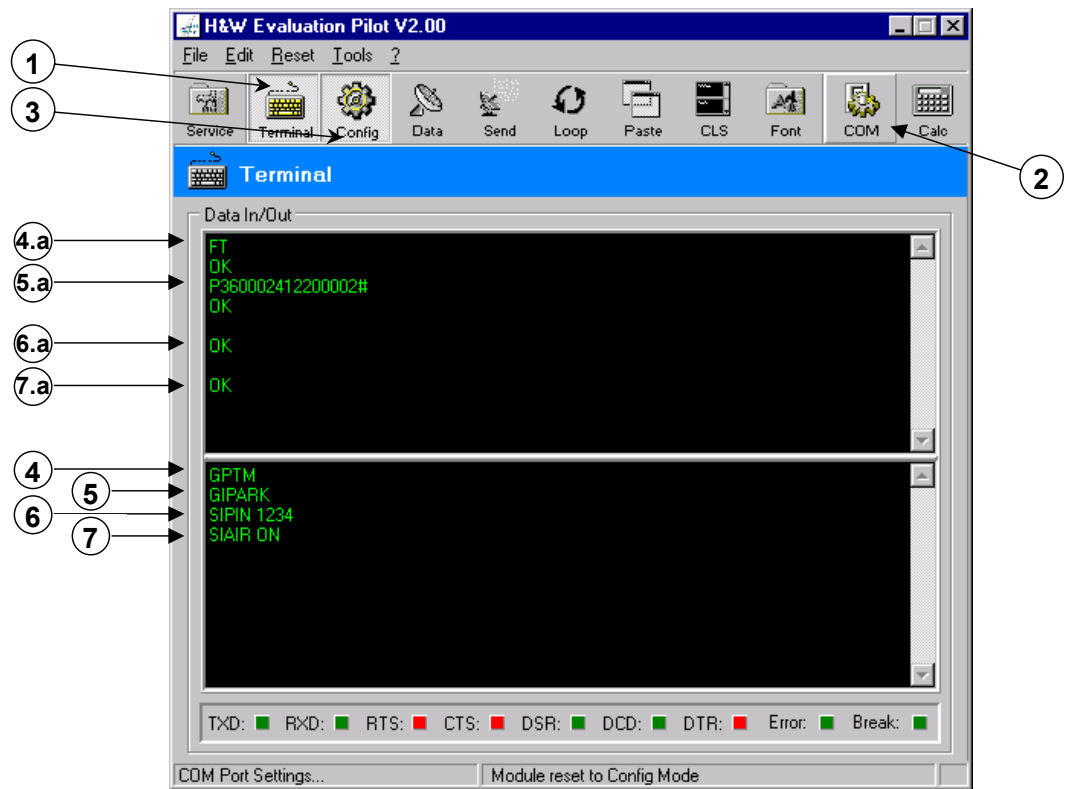 H&W Evaluation Pilot V2.00
File Edit Reset Tools ?
1
3
Service Terminal Config Data Send Loop Paste CLS Font COM Calc
2
Terminal
Data In/Out
4.a FT
OK
5.a P360002412200002#
OK
6.a OK
7.a OK
4 GPTM
5 GIPARK
6 SIPIN 1234
7 SIAIR ON
TXD: RXD: RTS: CTS: DSR: DCD: DTR: Error: Break:
COM Port Settings... Module reset to Config Mode